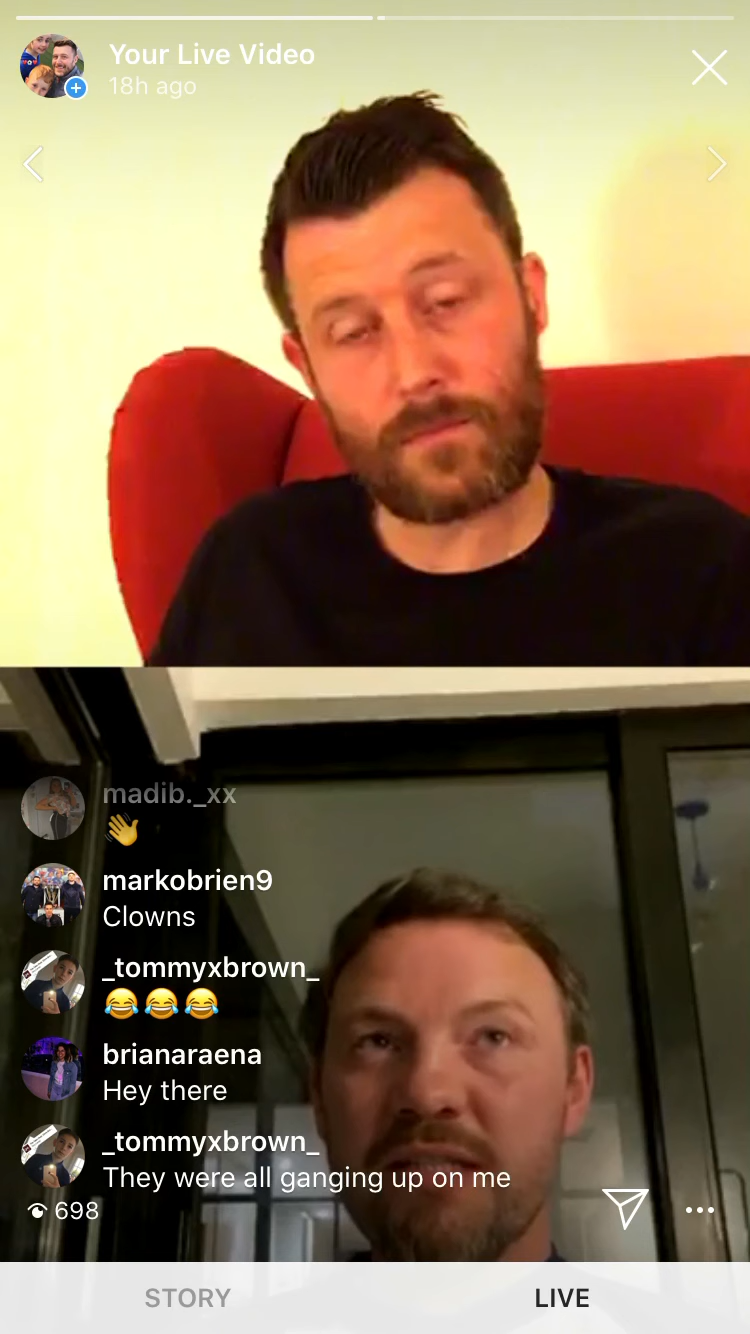 Your Live Video
18h ago
madib._xx
👋
markobrien9
Clowns
_tommyxbrown_
😂😂😂
brianaraena
Hey there
_tommyxbrown_
They were all ganging up on me
698
STORY
LIVE